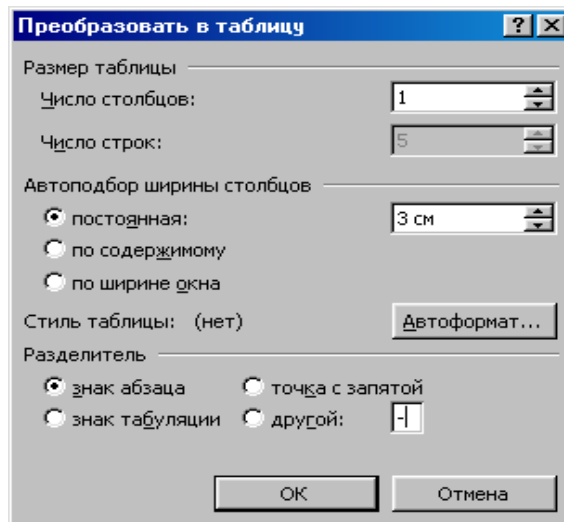 Преобразовать в таблицу
Размер таблицы
Число столбцов: 1
Число строк: 5
Автоподбор ширины столбцов
постоянная: 3 см
по содержимому
по ширине окна
Стиль таблицы: (нет) Автоформат...
Разделитель
знак абзаца точка с запятой
знак табуляции другой: -
ОК Отмена